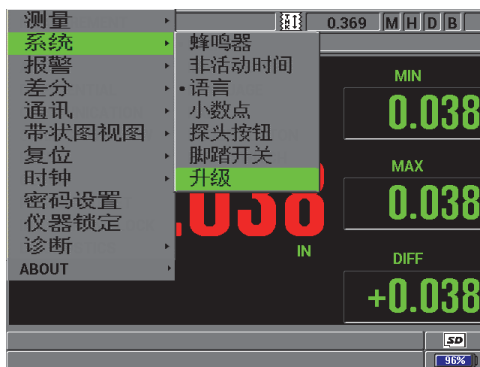 测量
0.369 M H D B
系统
蜂鸣器
报警
非活动时间
MIN
差分
语言
0.038
通讯
小数点
带状图视图
探头按钮
复位
脚踏开关
MAX
时钟
升级
0.038
密码设置
.038
仪器锁定
诊断
IN
DIFF
ABOUT
+0.038
SD
96%